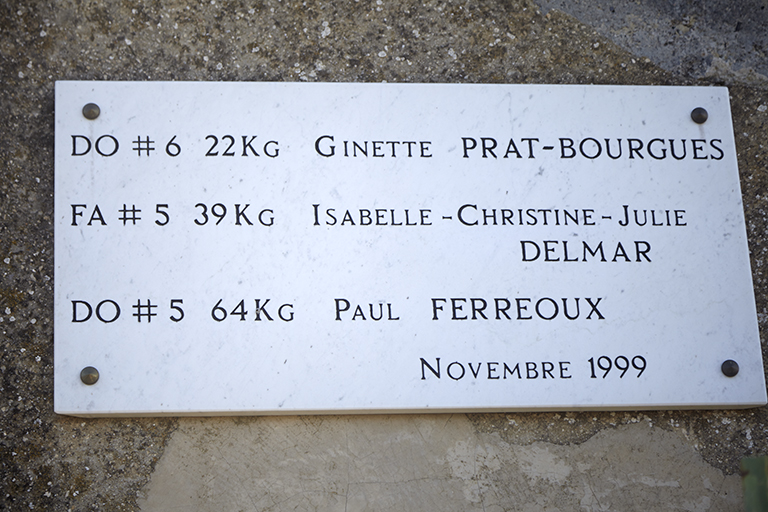 DO # 6 22KG GINETTE PRAT-BOURGUES
FA # 5 39KG ISABELLE-CHRISTINE-JULIE
DELMAR
DO # 5 64KG PAUL FERREOUX
NOVEMBRE 1999